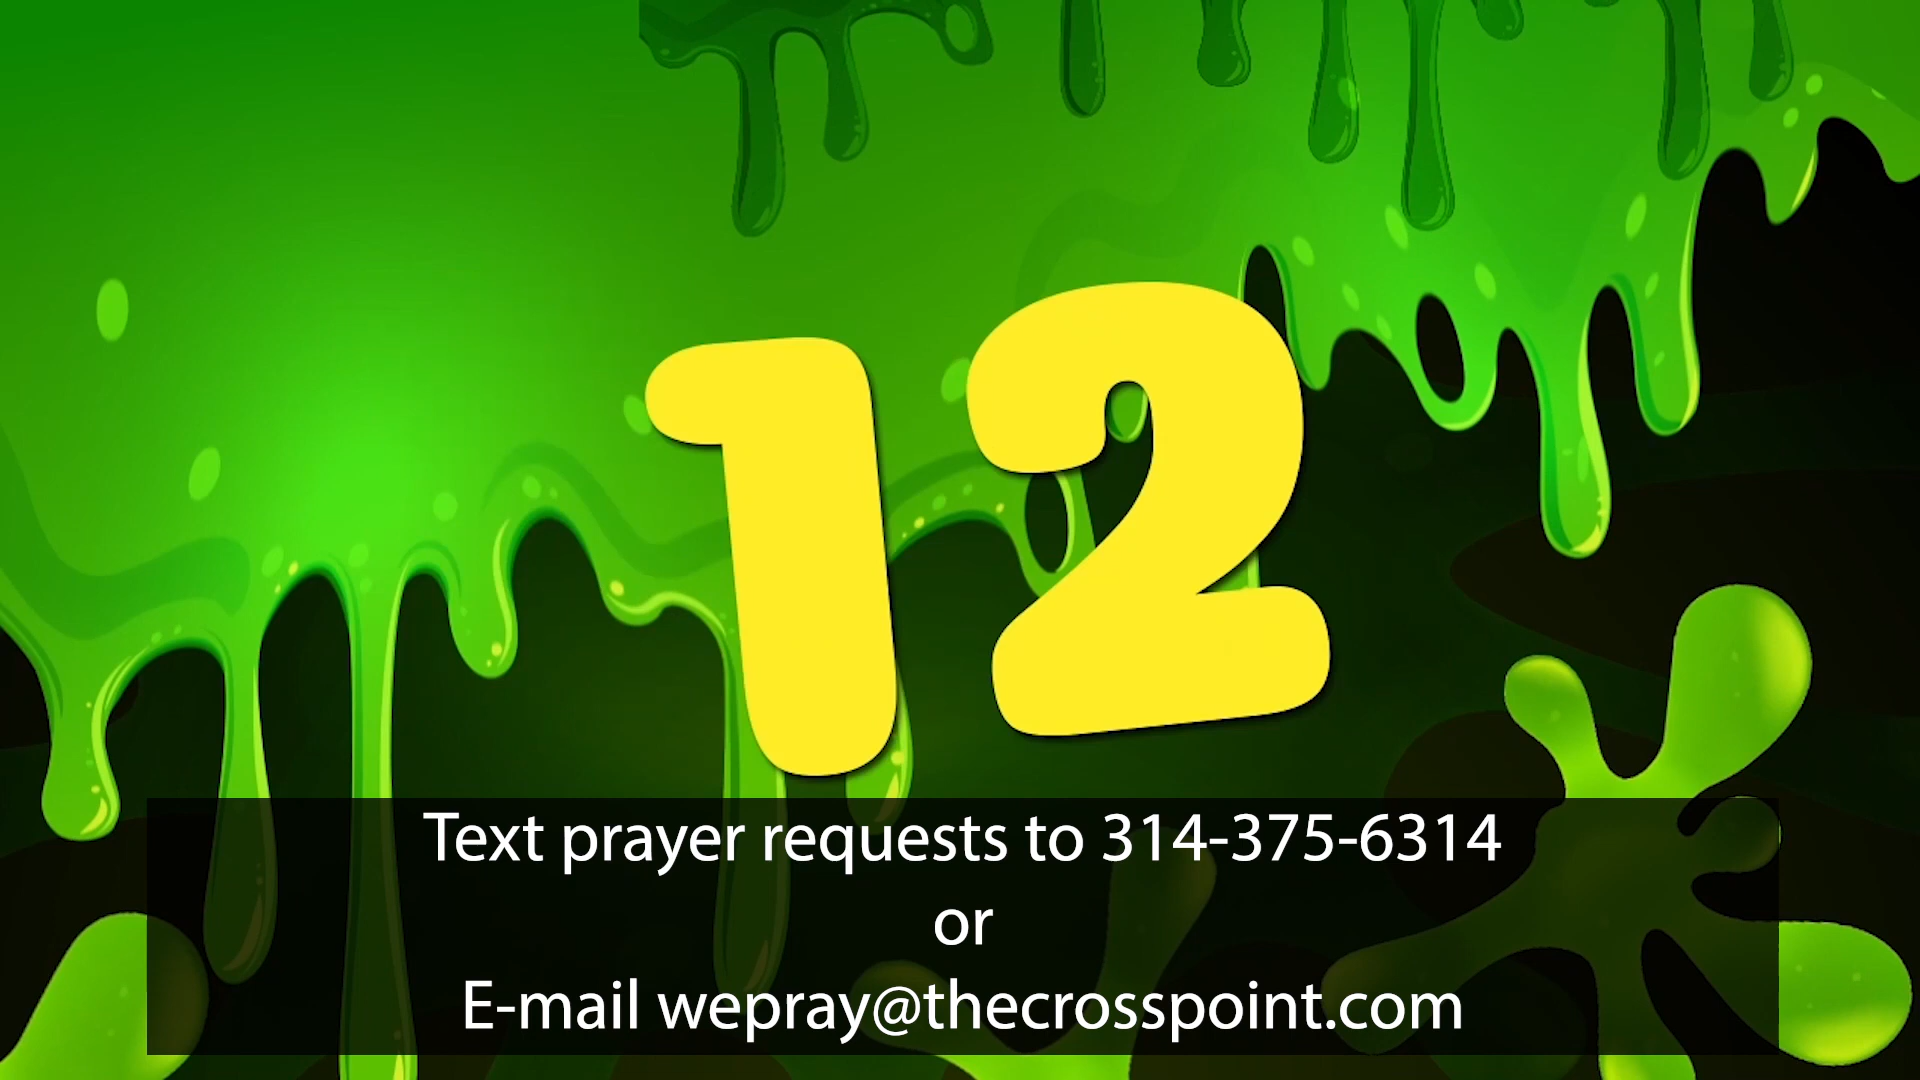 12
Text prayer requests to 314-375-6314
or
E-mail wepray@thecrosspoint.com